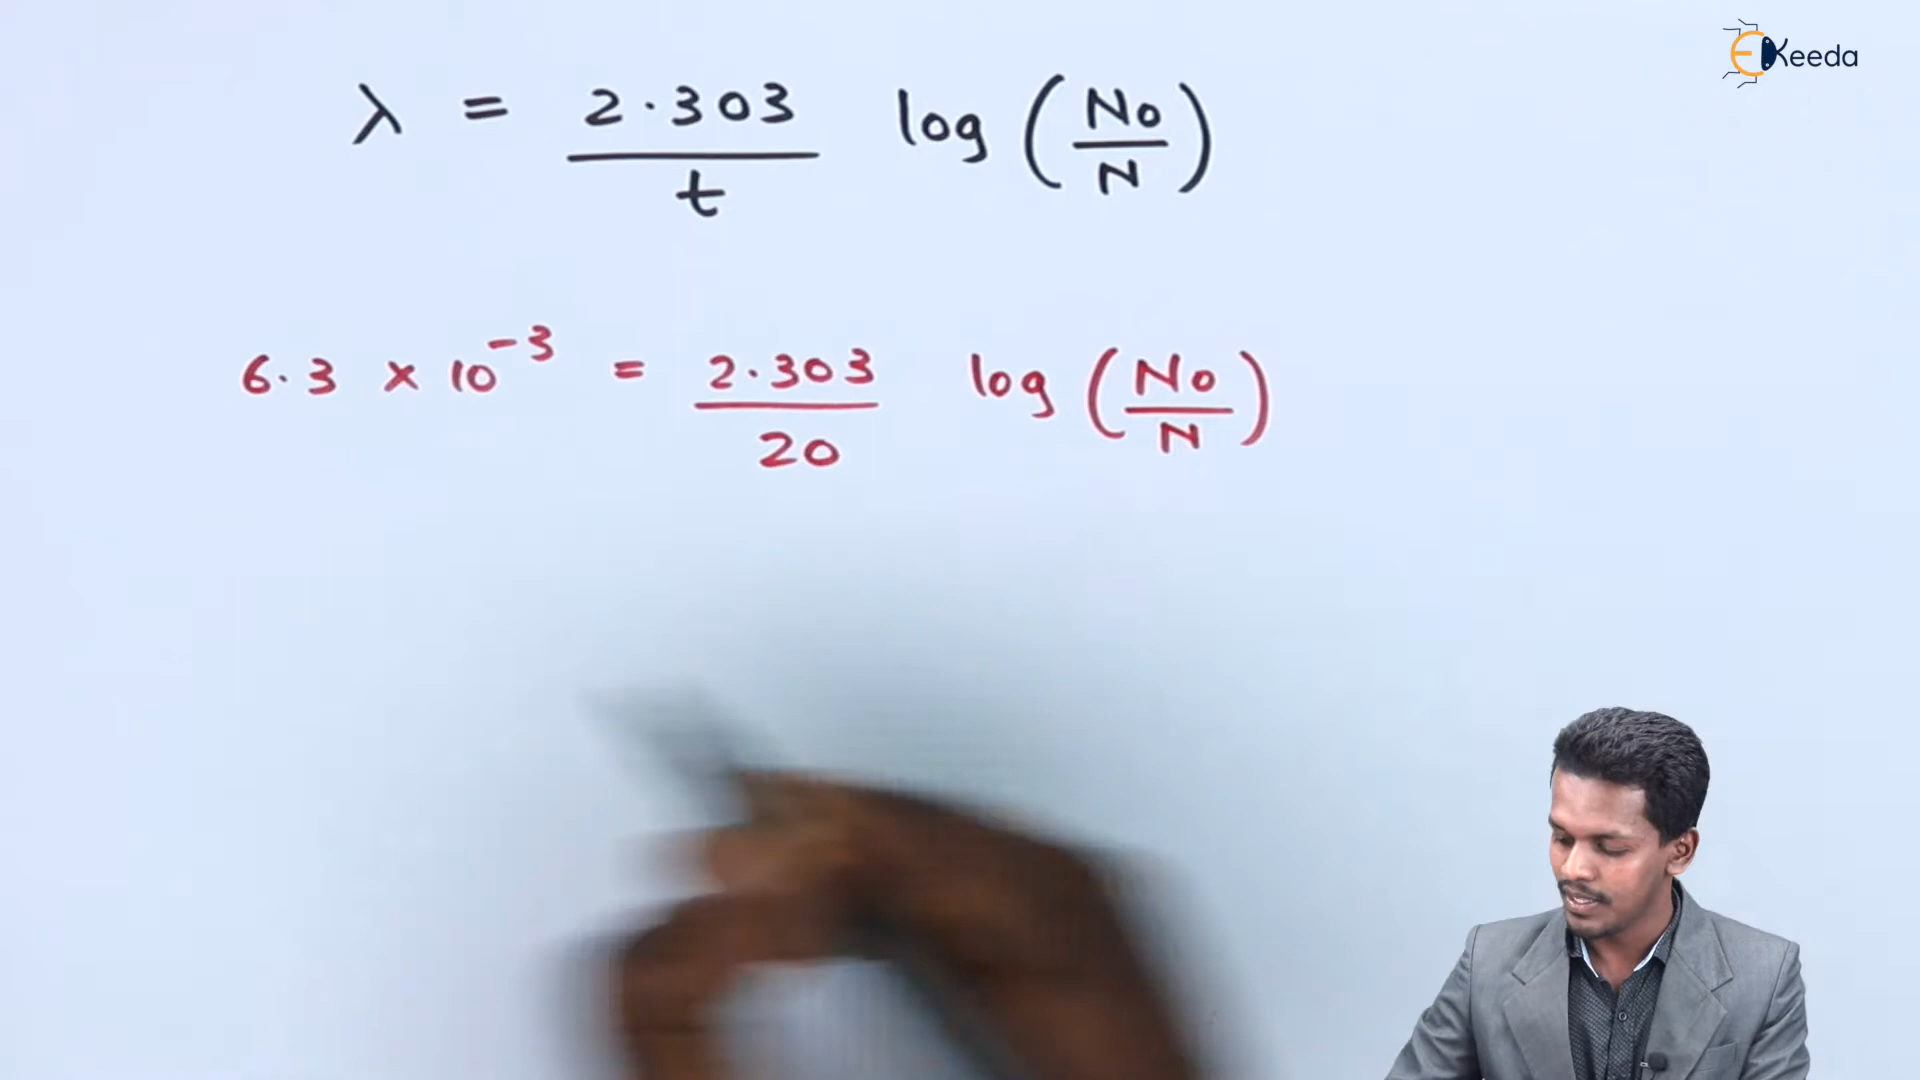 EKeeda
λ = 2.303 / t log (No / N)
6.3 × 10⁻³ = 2.303 / 20 log (No / N)